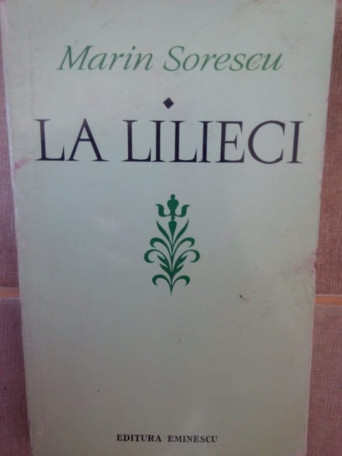 Marin Sorescu
LA LILIECI
EDITURA EMINESCU